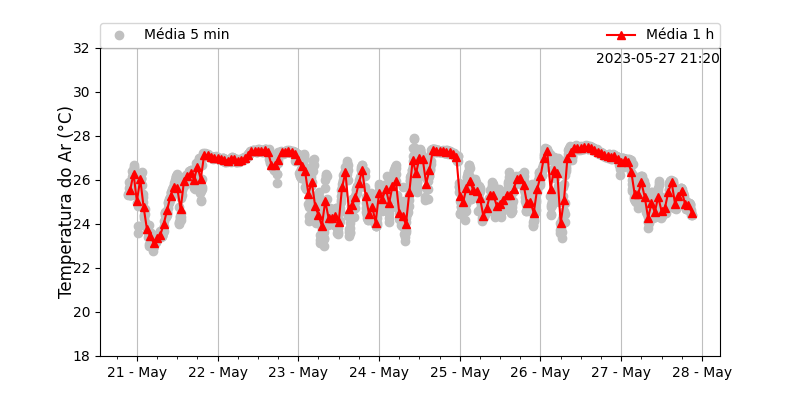 Média 5 min
Média 1 h
2023-05-27 21:20
Temperatura do Ar (°C)
32
30
28
26
24
22
20
18
21 - May
22 - May
23 - May
24 - May
25 - May
26 - May
27 - May
28 - May